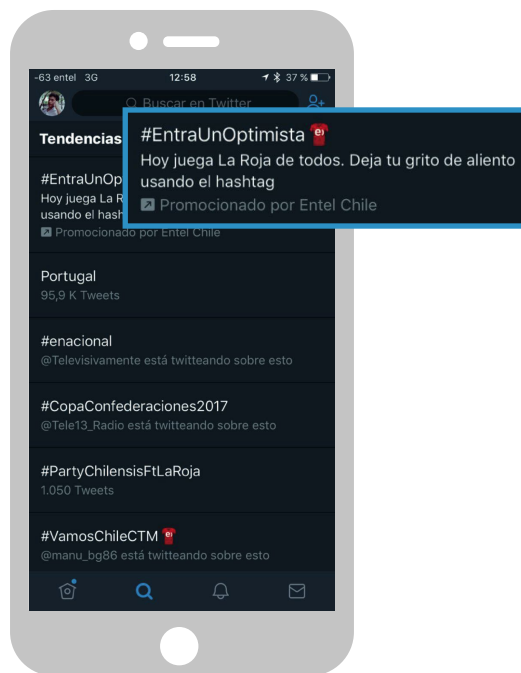 -63 entel 3G 12:58 37 %
Buscar en Twitter
Tendencias
#EntraUnOptimista
Hoy juega La Roja de todos. Deja tu grito de aliento
usando el hashtag
Promocionado por Entel Chile
#EntraUnOp
Hoy juega La R
usando el hash
Promocionado por Entel Chile
Portugal
95,9 K Tweets
#enacional
@Televisivamente está twitteando sobre esto
#CopaConfederaciones2017
@Tele13_Radio está twitteando sobre esto
#PartyChilensisFtLaRoja
1.050 Tweets
#VamosChileCTM
@manu_bg86 está twitteando sobre esto